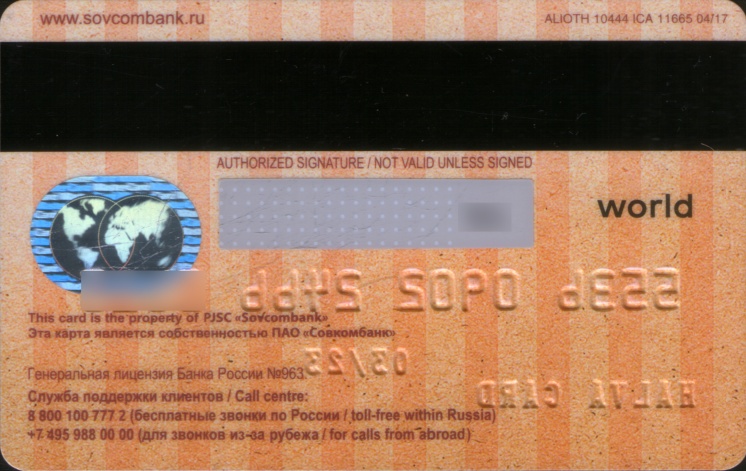 www.sovcombank.ru
ALIOTH 10444 ICA 11665 04/17
AUTHORIZED SIGNATURE / NOT VALID UNLESS SIGNED
world
This card is the property of PJSC «Sovcombank»
Эта карта является собственностью ПАО «Совкомбанк»
Генеральная лицензия Банка России №963.
HALVA CARD
Служба поддержки клиентов / Call centre:
8 800 100 777 2 (бесплатные звонки по России / toll-free within Russia)
+7 495 988 00 00 (для звонков из-за рубежа / for calls from abroad)